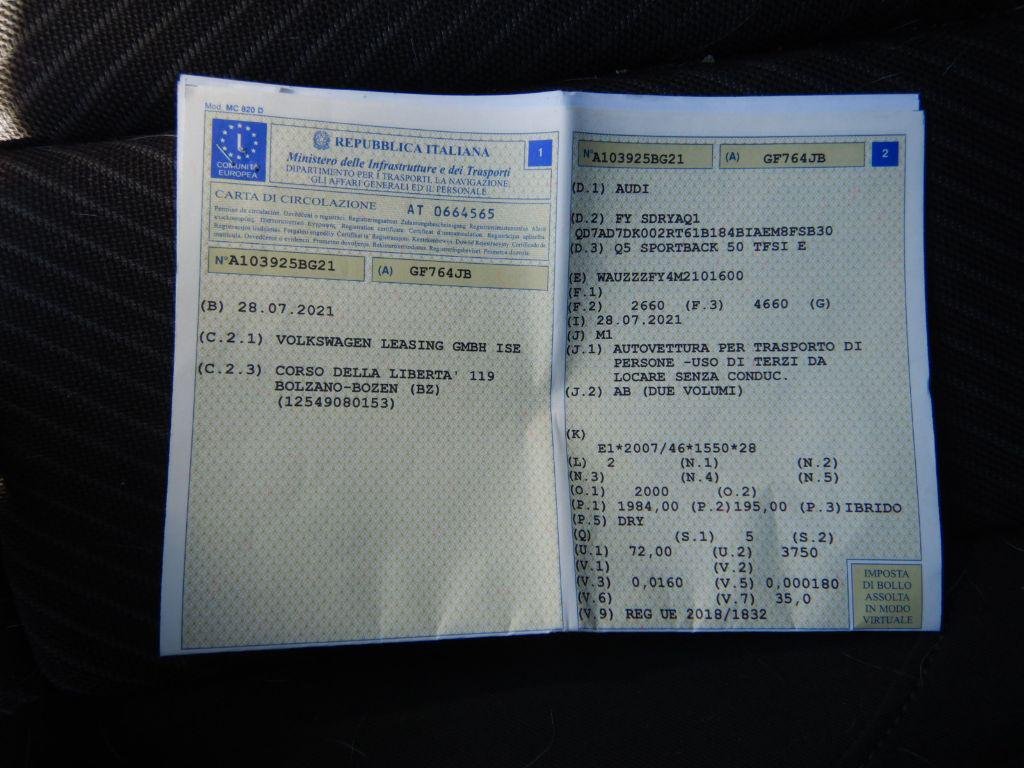 Mod. MC 820 D
I
COMUNITÀ
EUROPEA
REPUBBLICA ITALIANA
Ministero delle Infrastrutture e dei Trasporti
DIPARTIMENTO PER I TRASPORTI, LA NAVIGAZIONE,
GLI AFFARI GENERALI ED IL PERSONALE
1
CARTA DI CIRCOLAZIONE AT 0664565
N°A103925BG21 (A) GF764JB
(B) 28.07.2021
(C.2.1) VOLKSWAGEN LEASING GMBH ISE
(C.2.3) CORSO DELLA LIBERTA' 119
BOLZANO-BOZEN (BZ)
(12549080153)
N°A103925BG21 (A) GF764JB 2
(D.1) AUDI
(D.2) FY SDRYAQ1
QD7AD7DK002RT61B184BIAEM8FSB30
(D.3) Q5 SPORTBACK 50 TFSI E
(E) WAUZZZFY4M2101600
(F.1)
(F.2) 2660 (F.3) 4660 (G)
(I) 28.07.2021
(J) M1
(J.1) AUTOVETTURA PER TRASPORTO DI
PERSONE -USO DI TERZI DA
LOCARE SENZA CONDUC.
(J.2) AB (DUE VOLUMI)
(K)
E1*2007/46*1550*28
(L) 2 (N.1) (N.2)
(N.3) (N.4) (N.5)
(O.1) 2000 (O.2)
(P.1) 1984,00 (P.2)195,00 (P.3)IBRIDO
(P.5) DRY
(Q) (S.1) 5 (S.2)
(U.1) 72,00 (U.2) 3750
(V.1) (V.2)
(V.3) 0,0160 (V.5) 0,000180
(V.6) (V.7) 35,0
(V.9) REG UE 2018/1832
IMPOSTA
DI BOLLO
ASSOLTA
IN MODO
VIRTUALE